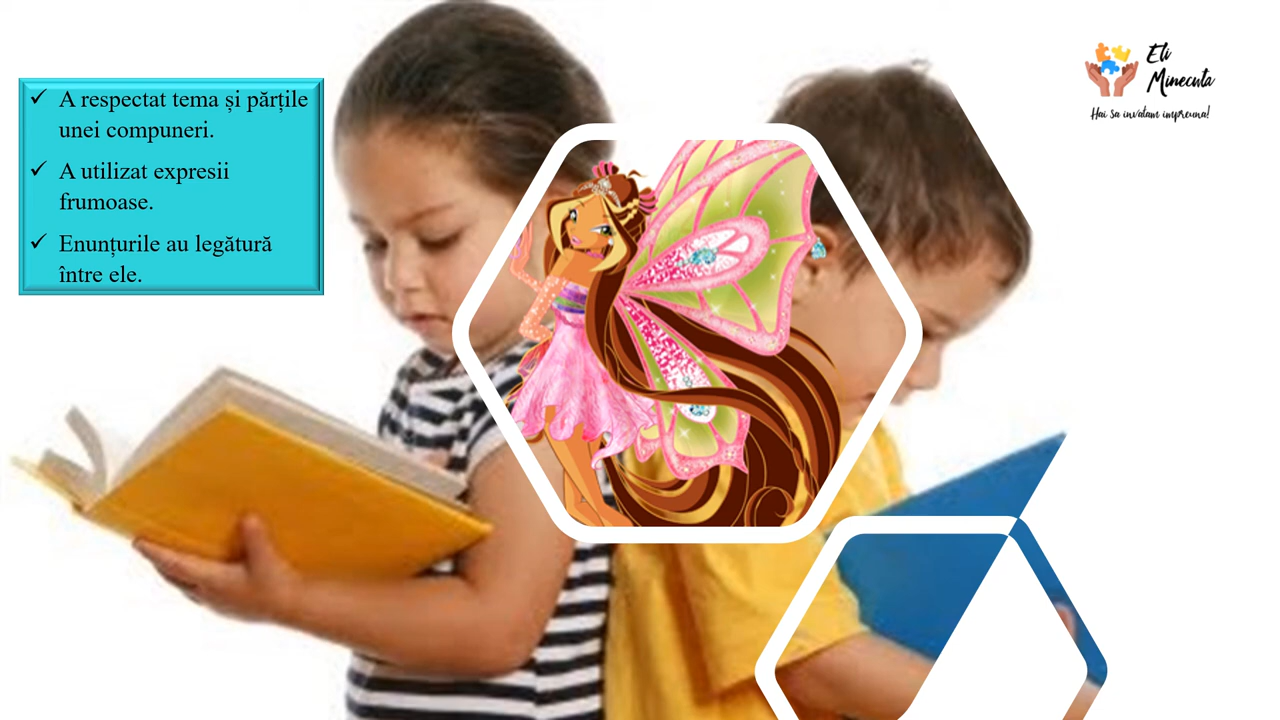 ✓ A respectat tema și părțile
unei compuneri.
✓ A utilizat expresii
frumoase.
✓ Enunțurile au legătură
între ele.
Eli
Minecuta
Hai sa invatam impreuna!